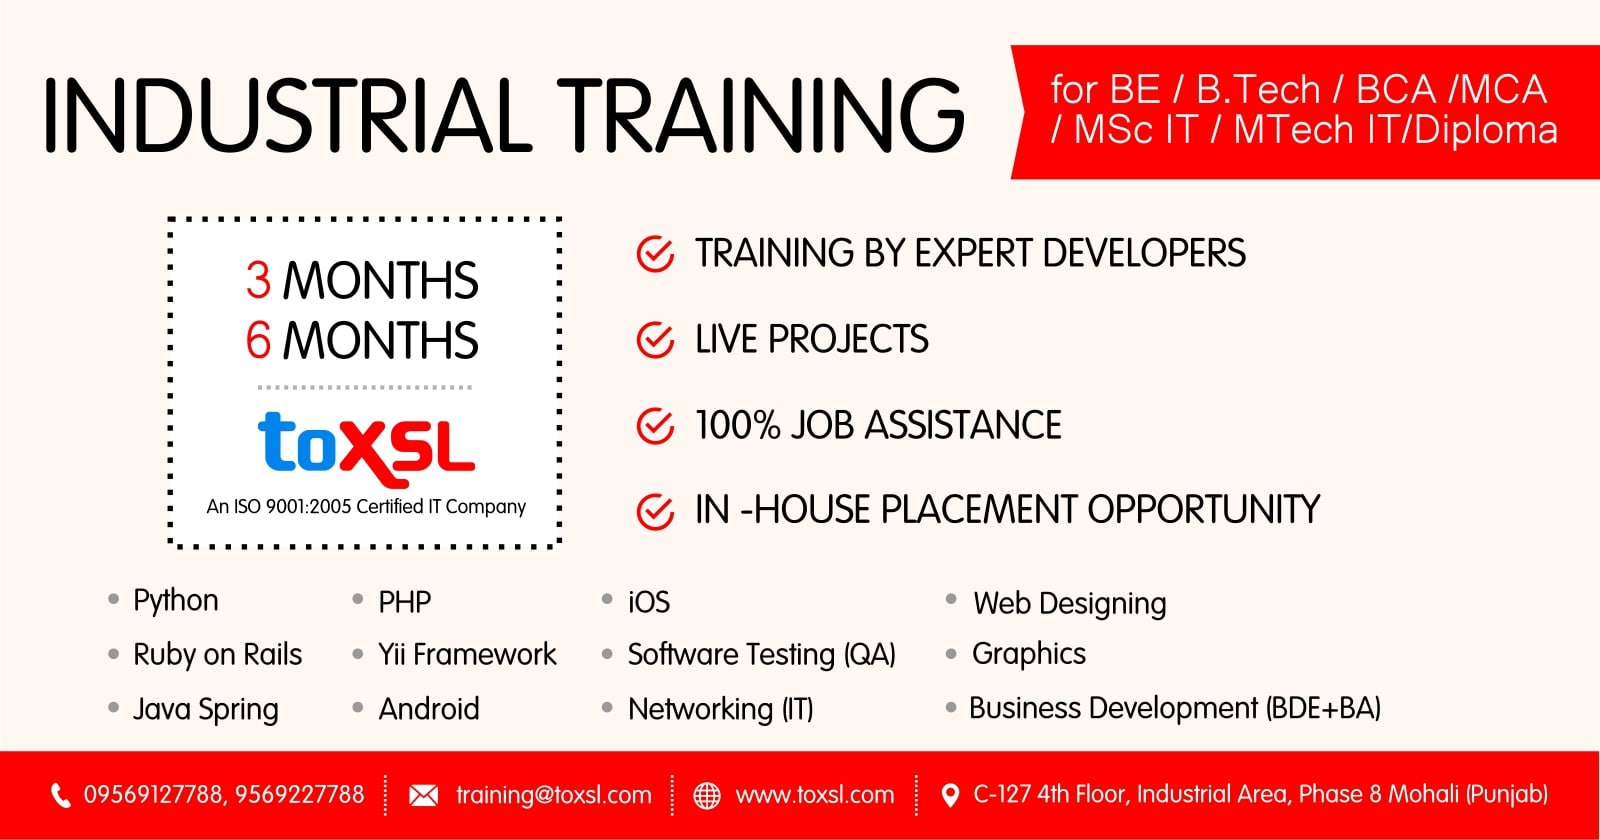 INDUSTRIAL TRAINING
for BE / B.Tech / BCA /MCA
/ MSc IT / MTech IT/Diploma
3 MONTHS
6 MONTHS
toXSL
An ISO 9001:2005 Certified IT Company
TRAINING BY EXPERT DEVELOPERS
LIVE PROJECTS
100% JOB ASSISTANCE
IN -HOUSE PLACEMENT OPPORTUNITY
• Python
• Ruby on Rails
• Java Spring
• PHP
• Yii Framework
• Android
• iOS
• Software Testing (QA)
• Networking (IT)
• Web Designing
• Graphics
• Business Development (BDE+BA)
09569127788, 9569227788
training@toxsl.com
www.toxsl.com
C-127 4th Floor, Industrial Area, Phase 8 Mohali (Punjab)